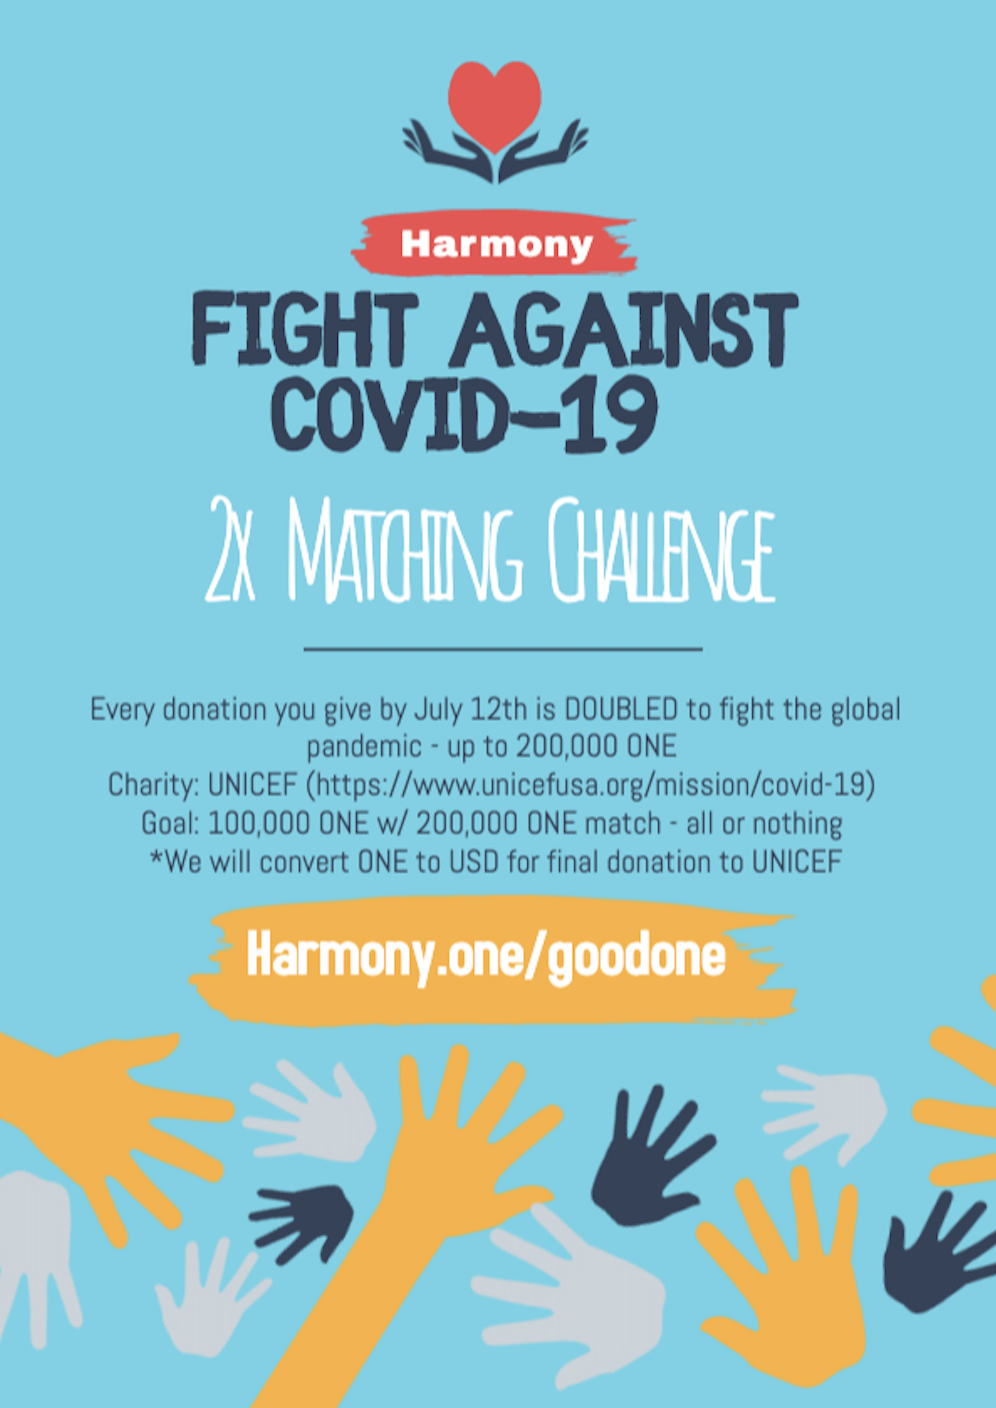 Harmony
FIGHT AGAINST
COVID-19
2X MATCHING CHALLENGE
Every donation you give by July 12th is DOUBLED to fight the global
pandemic - up to 200,000 ONE
Charity: UNICEF (https://www.unicefusa.org/mission/covid-19)
Goal: 100,000 ONE w/ 200,000 ONE match - all or nothing
*We will convert ONE to USD for final donation to UNICEF
Harmony.one/goodone